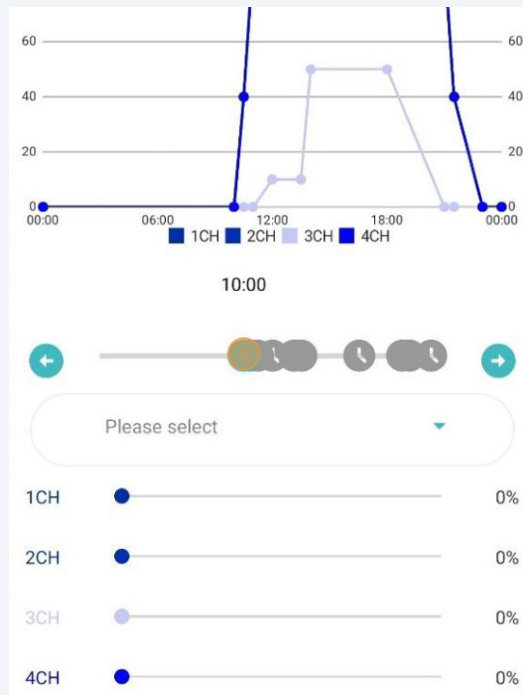 60 60
40 40
20 20
0 0
00:00 06:00 12:00 18:00 00:00
1CH 2CH 3CH 4CH
10:00
Please select
1CH 0%
2CH 0%
3CH 0%
4CH 0%